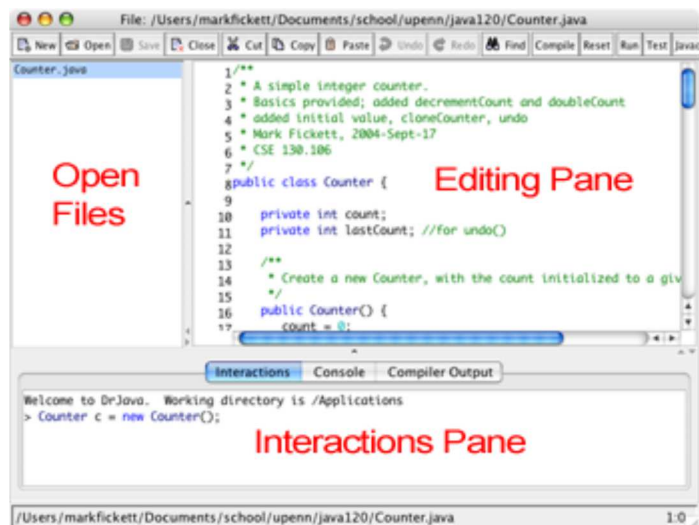 File: /Users/markfickett/Documents/school/upenn/java120/Counter.java
New Open Save Close Cut Copy Paste Undo Redo Find Compile Reset Run Test Javac
Counter.java
1/**
2 * A simple integer counter.
3 * Basics provided; added decrementCount and doubleCount
4 * added initial value, cloneCounter, undo
5 * Mark Fickett, 2004-Sept-17
6 * CSE 130.106
7 */
8public class Counter {
9
10 private int count;
11 private int lastCount; //for undo()
12
13 /**
14 * Create a new Counter, with the count initialized to a giv
15 */
16 public Counter() {
17 count = 0;
Open
Files
Editing Pane
Interactions Console Compiler Output
Welcome to DrJava. Working directory is /Applications
> Counter c = new Counter();
Interactions Pane
/Users/markfickett/Documents/school/upenn/java120/Counter.java 1:0